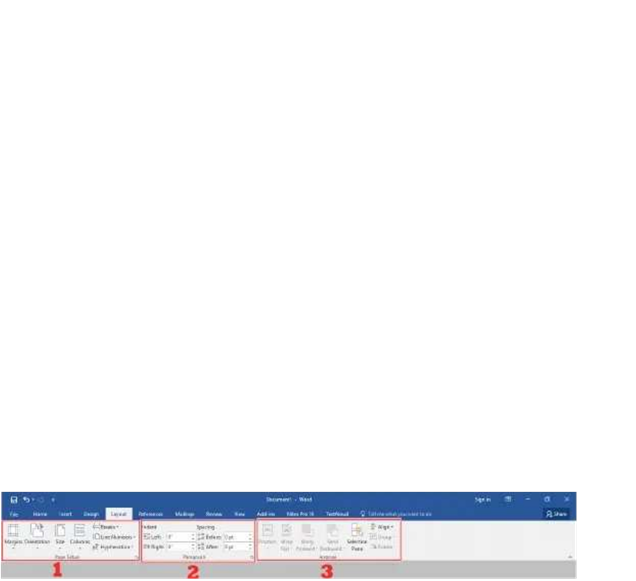 Document1 - Word
Sign in
File Home Insert Design Layout References Mailings Review View Add-ins Nitro Pro 10 Tell me what you want to do
Share
Margins Orientation Size Columns
Breaks
Line Numbers
Hyphenation
Page Setup
Indent Spacing
Left: 0" Before: 0 pt
Right: 0" After: 0 pt
Paragraph
Position Wrap Text Bring Forward Send Backward Selection Pane
Align
Group
Rotate
Arrange
1 2 3